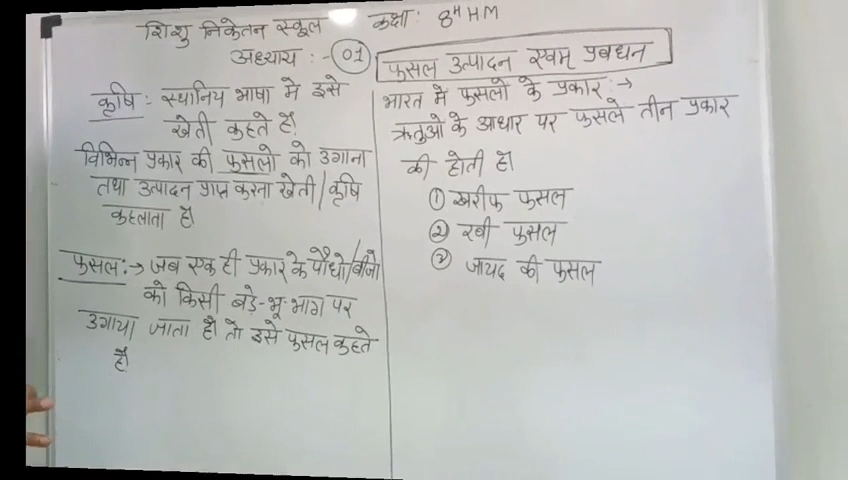 शिशु निकेतन स्कूल कक्षा: 8th HM
अध्याय :- 01 फसल उत्पादन एवम् प्रबधन
कृषि : स्थानिय भाषा मे इसे
खेती कहते है।
विभिन्न प्रकार की फसलो को उगाना
तथा उत्पादन प्राप्त करना खेती/कृषि
कहलाता है।
फसल:→ जब एक ही प्रकार के पौधो/बीजो
को किसी बड़े-भू-भाग पर
उगाया जाता है। तो इसे फसल कहते
है।
भारत मे फसलो के प्रकार :→
ऋतुओ के आधार पर फसले तीन प्रकार
की होती है।
① खरीफ फसल
② रबी फसल
③ जायद की फसल